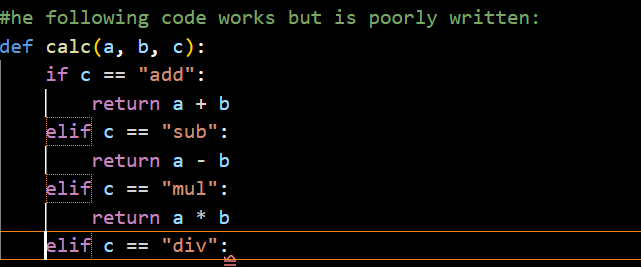 #he following code works but is poorly written:
def calc(a, b, c):
    if c == "add":
        return a + b
    elif c == "sub":
        return a - b
    elif c == "mul":
        return a * b
    elif c == "div":